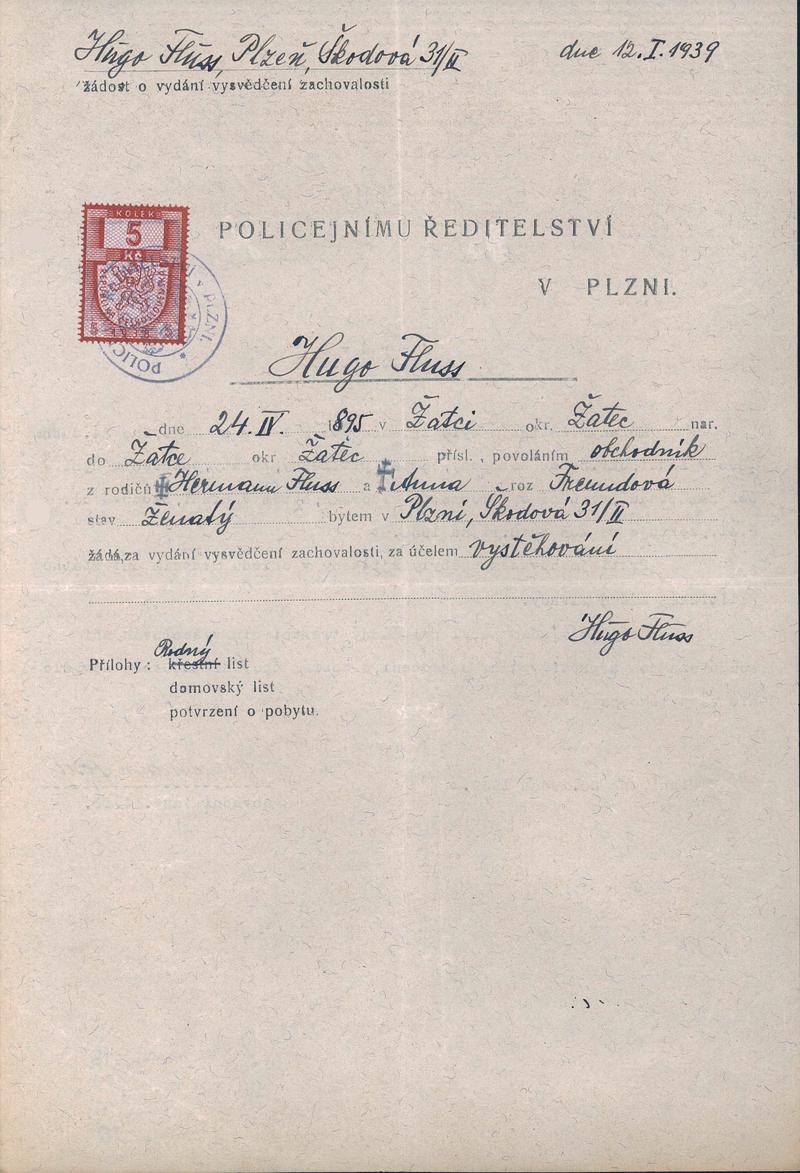 Hugo Fluss, Plzeň, Škodová 31/II dne 12.I.1939
žádost o vydání vysvědčení zachovalosti
KOLEK
5
Kč
POLICEJNÍMU ŘEDITELSTVÍ
V PLZNI.
Hugo Fluss
dne 24.IV. 1895 v Žatci okr. Žatec nar.
do Žatce okr Žatec přísl., povoláním obchodník
z rodičů Hermann Fluss a Anna roz Freundová
stav ženatý bytem v Plzni, Škodová 31/II
žádá,za vydání vysvědčení zachovalosti, za účelem vystěhování
Hugo Fluss
Rodný
Přílohy: křestní list
domovský list
potvrzení o pobytu.